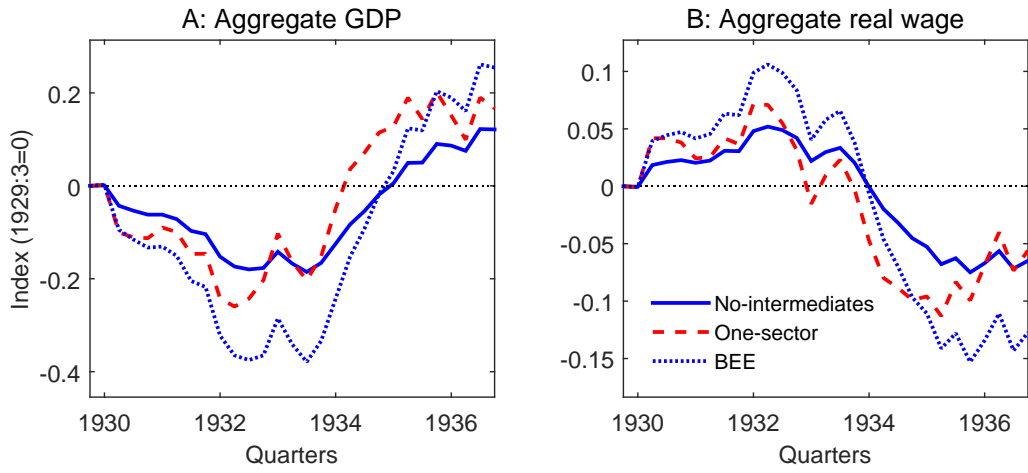 A: Aggregate GDP
Index (1929:3=0)
0.2
0
-0.2
-0.4
1930
1932
1934
1936
Quarters
B: Aggregate real wage
0.1
0.05
0
-0.05
-0.1
-0.15
No-intermediates
One-sector
BEE
1930
1932
1934
1936
Quarters